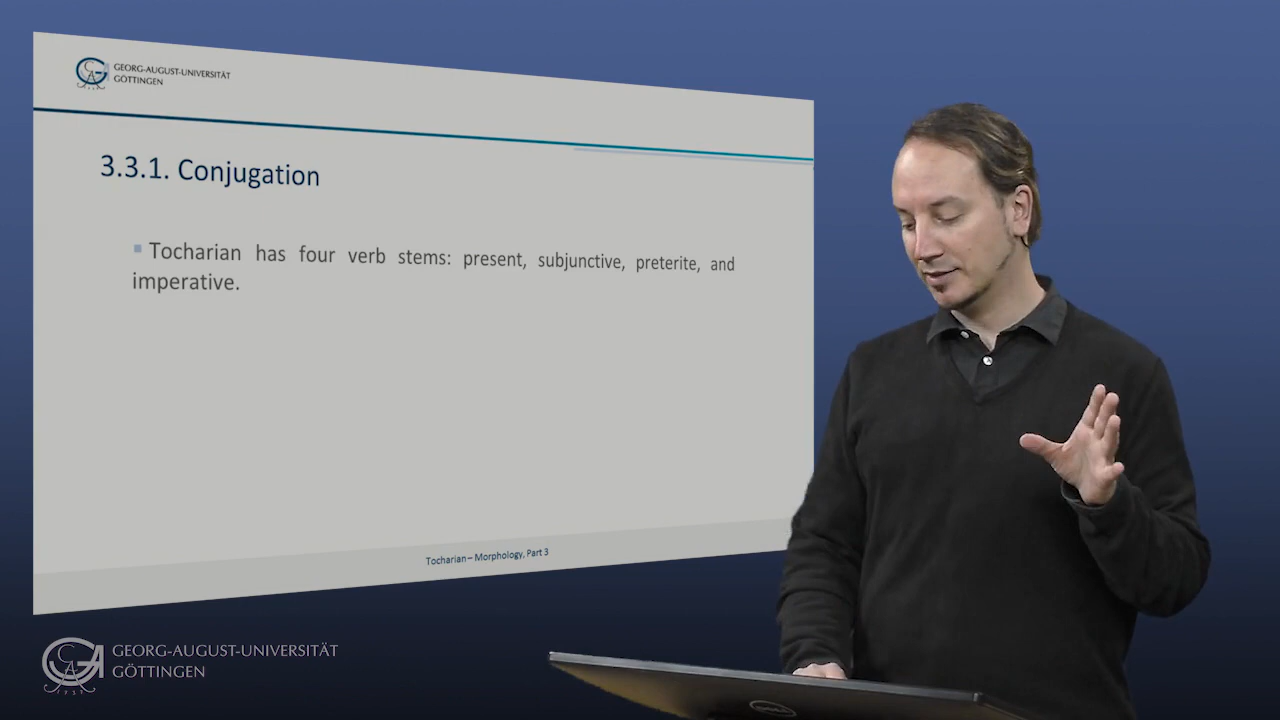 GEORG-AUGUST-UNIVERSITÄT
GÖTTINGEN
3.3.1. Conjugation
Tocharian has four verb stems: present, subjunctive, preterite, and
imperative.
Tocharian – Morphology, Part 3
GEORG-AUGUST-UNIVERSITÄT
GÖTTINGEN